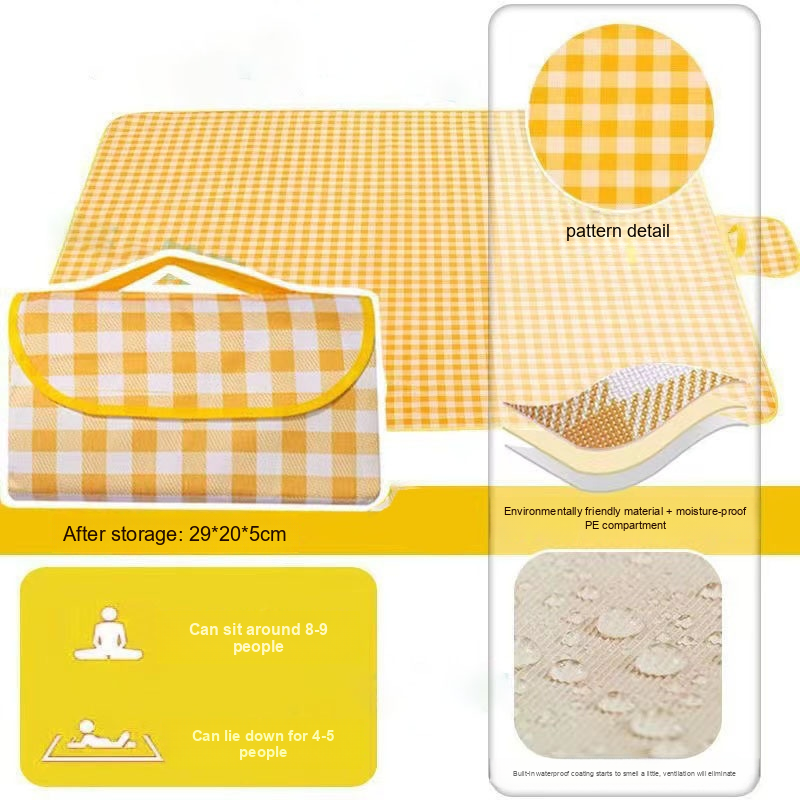 pattern detail
Environmentally friendly material + moisture-proof
PE compartment
After storage: 29*20*5cm
Can sit around 8-9
people
Can lie down for 4-5
people
Built-in waterproof coating starts to smell a little, ventilation will eliminate